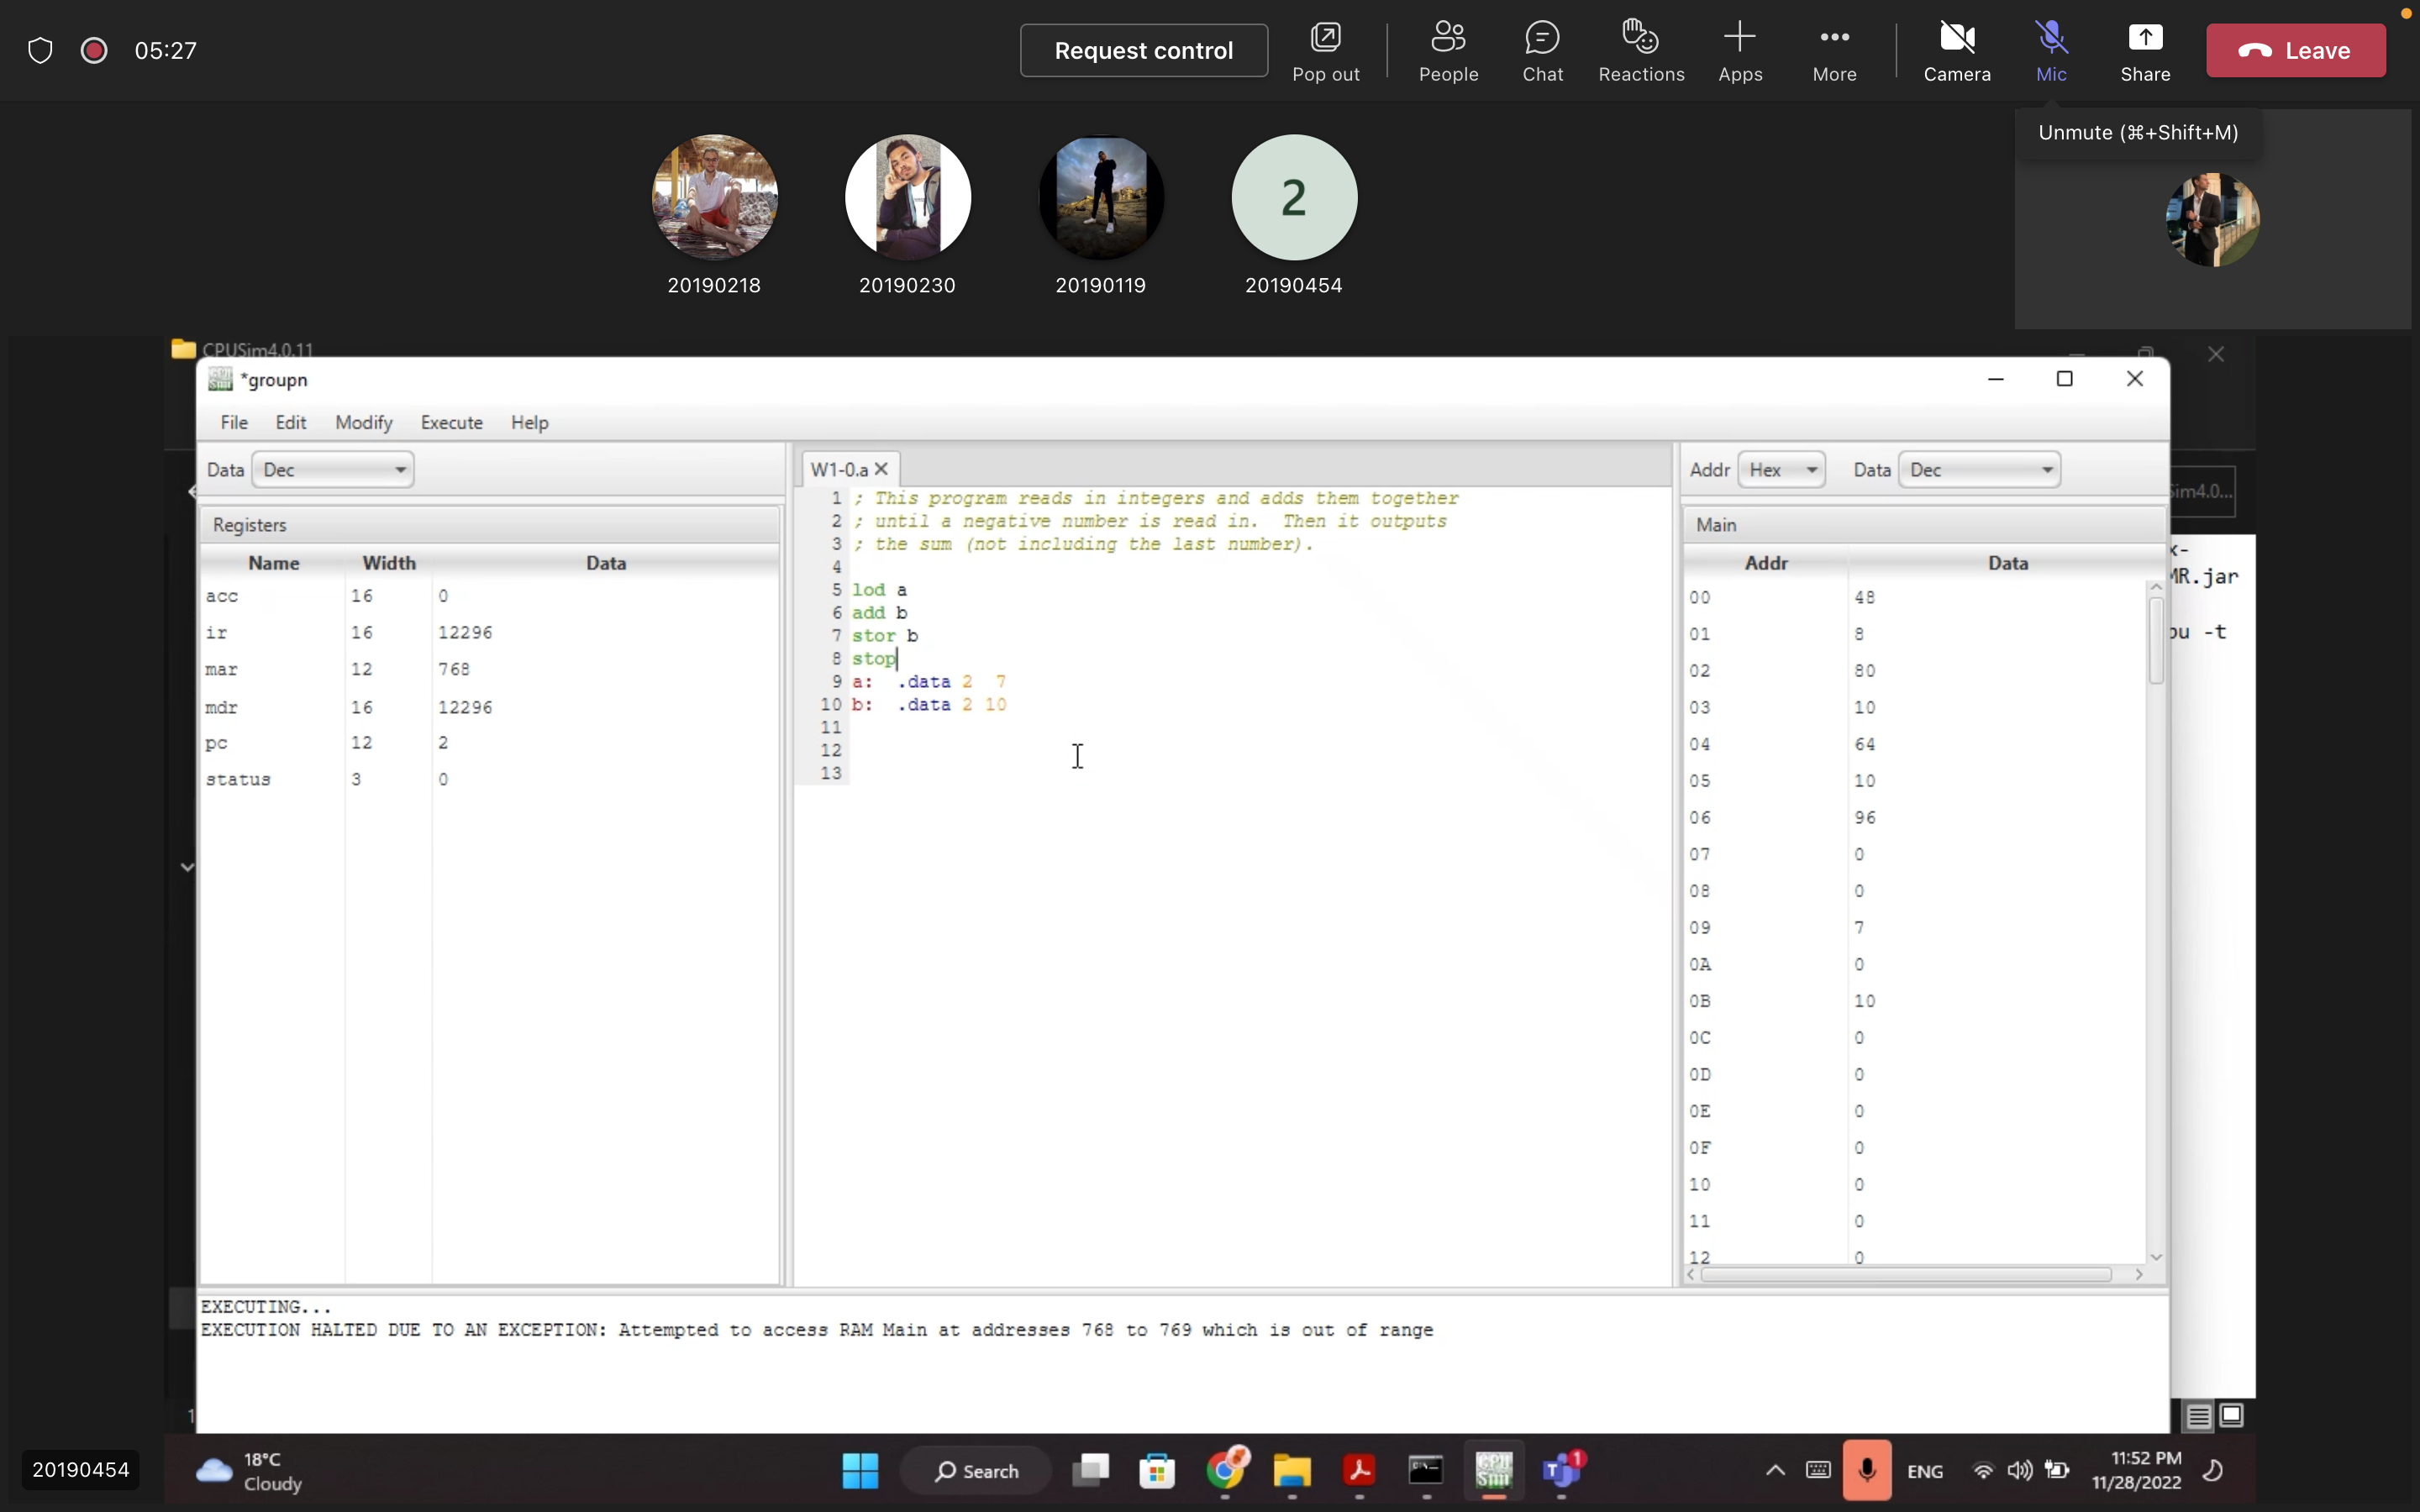 05:27
Request control
Pop out
People
Chat
Reactions
Apps
More
Camera
Mic
Share
Leave
Unmute (⌘+Shift+M)
2
20190218
20190230
20190119
20190454
CPUSim4.0.11
*groupn
File Edit Modify Execute Help
Data Dec
W1-0.a
Addr Hex Data Dec
Sim4.0...
Registers
Name Width Data
acc 16 0
ir 16 12296
mar 12 768
mdr 16 12296
pc 12 2
status 3 0
1 ; This program reads in integers and adds them together
2 ; until a negative number is read in.  Then it outputs
3 ; the sum (not including the last number).
4
5 lod a
6 add b
7 stor b
8 stop
9 a:  .data 2  7
10 b:  .data 2 10
11
12
13
Main
Addr Data
00 48
01 8
02 80
03 10
04 64
05 10
06 96
07 0
08 0
09 7
0A 0
0B 10
0C 0
0D 0
0E 0
0F 0
10 0
11 0
12 0
x-
MR.jar
ou -t
EXECUTING...
EXECUTION HALTED DUE TO AN EXCEPTION: Attempted to access RAM Main at addresses 768 to 769 which is out of range
1
20190454
18°C
Cloudy
Search
CPU
Sim
1
ENG
11:52 PM
11/28/2022